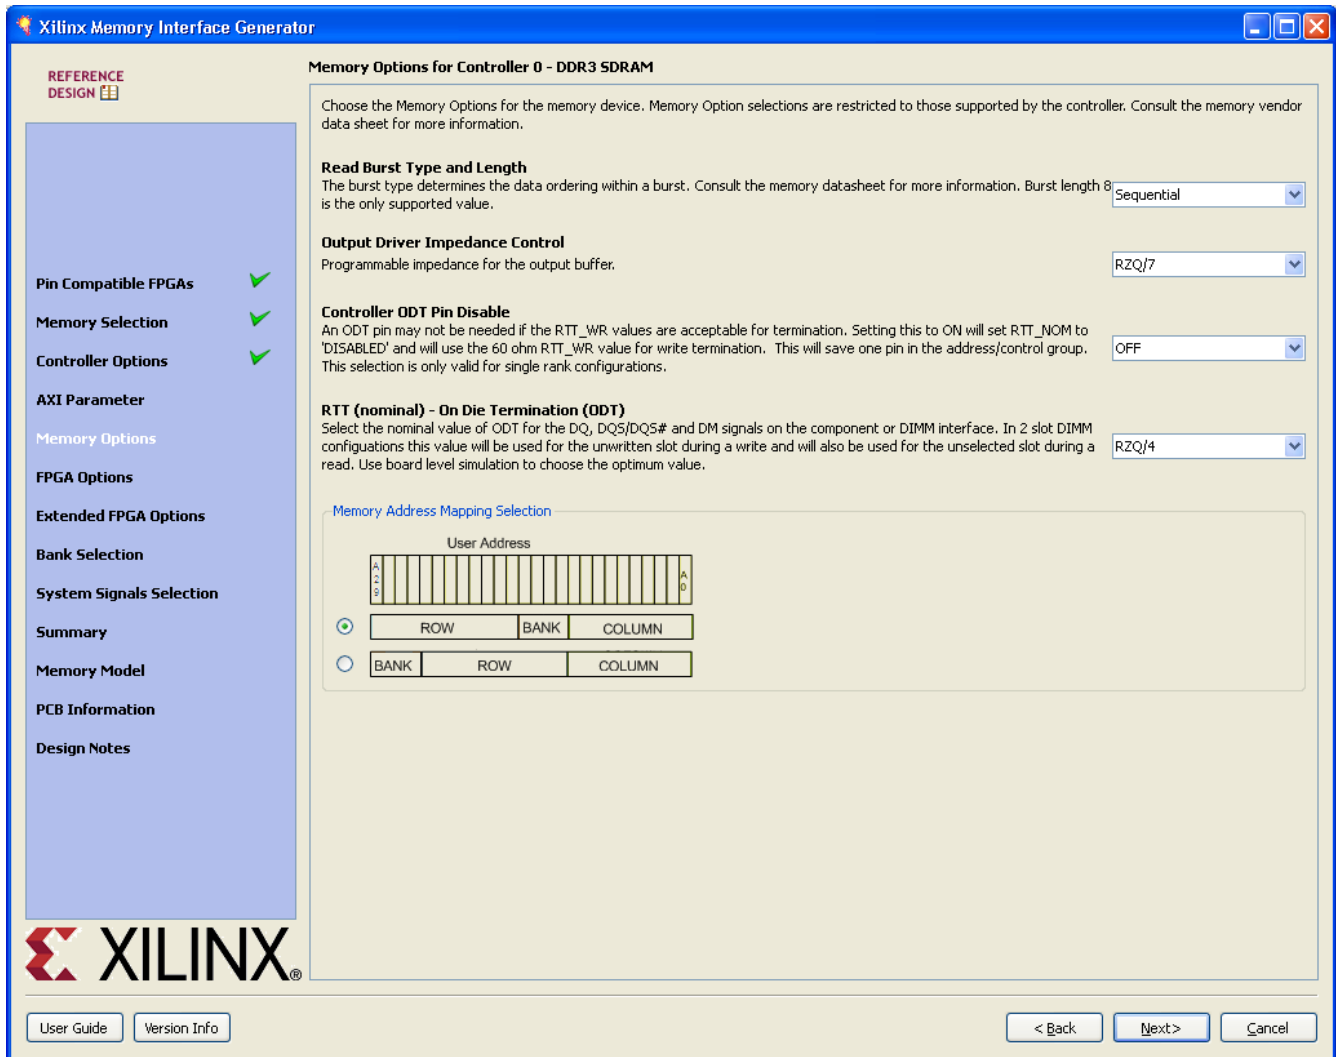 Xilinx Memory Interface Generator
REFERENCE
DESIGN
Pin Compatible FPGAs
Memory Selection
Controller Options
AXI Parameter
Memory Options
FPGA Options
Extended FPGA Options
Bank Selection
System Signals Selection
Summary
Memory Model
PCB Information
Design Notes
XILINX®
Memory Options for Controller 0 - DDR3 SDRAM
Choose the Memory Options for the memory device. Memory Option selections are restricted to those supported by the controller. Consult the memory vendor
data sheet for more information.
Read Burst Type and Length
The burst type determines the data ordering within a burst. Consult the memory datasheet for more information. Burst length 8
is the only supported value.
Sequential
Output Driver Impedance Control
Programmable impedance for the output buffer.
RZQ/7
Controller ODT Pin Disable
An ODT pin may not be needed if the RTT_WR values are acceptable for termination. Setting this to ON will set RTT_NOM to
'DISABLED' and will use the 60 ohm RTT_WR value for write termination. This will save one pin in the address/control group.
This selection is only valid for single rank configurations.
OFF
RTT (nominal) - On Die Termination (ODT)
Select the nominal value of ODT for the DQ, DQS/DQS# and DM signals on the component or DIMM interface. In 2 slot DIMM
configuations this value will be used for the unwritten slot during a write and will also be used for the unselected slot during a
read. Use board level simulation to choose the optimum value.
RZQ/4
Memory Address Mapping Selection
User Address
A29 A0
ROW BANK COLUMN
BANK ROW COLUMN
User Guide Version Info < Back Next> Cancel